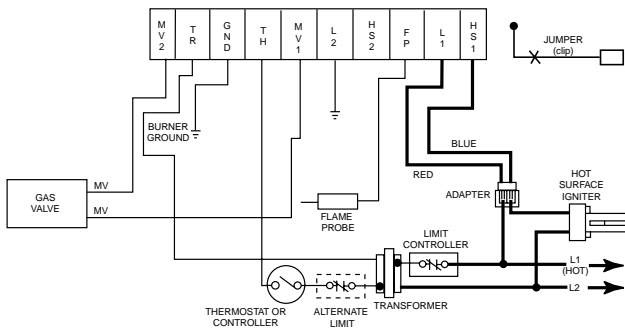 MV2
TR
GND
TH
MV1
L2
HS2
FP
L1
HS1
JUMPER
(clip)
BURNER
GROUND
BLUE
RED
MV
MV
GAS
VALVE
ADAPTER
HOT
SURFACE
IGNITER
FLAME
PROBE
LIMIT
CONTROLLER
L1
(HOT)
L2
THERMOSTAT OR
CONTROLLER
ALTERNATE
LIMIT
TRANSFORMER